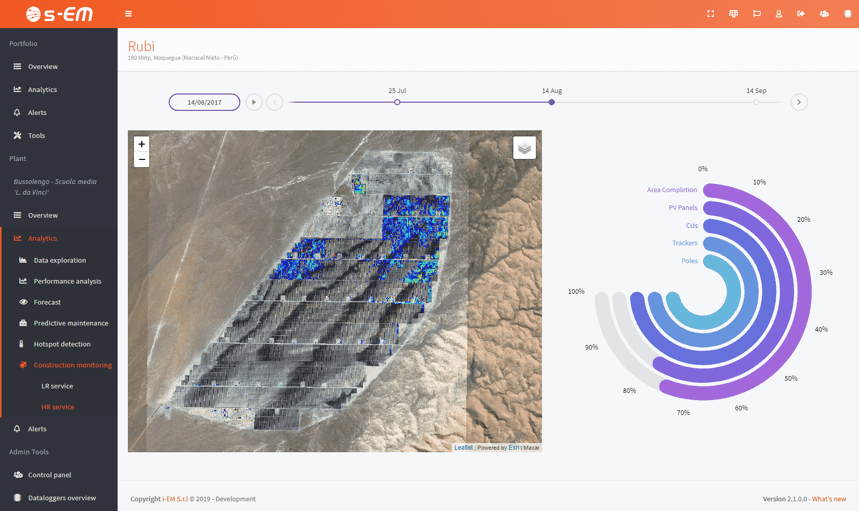 s-EM
Portfolio
Overview
Analytics
Alerts
Tools
Plant
Bussolengo - Scuola media
'L. da Vinci'
Overview
Analytics
Data exploration
Performance analysis
Forecast
Predictive maintenance
Hotspot detection
Construction monitoring
LR service
HR service
Alerts
Admin Tools
Control panel
Dataloggers overview
Rubi
180 MWp, Moquegua (Mariscal Nieto - Perù)
14/08/2017
25 Jul
14 Aug
14 Sep
+
−
Leaflet | Powered by Esri | Maxar
0%
10%
20%
30%
40%
50%
60%
70%
80%
90%
100%
Area Completion
PV Panels
CUs
Trackers
Poles
Copyright i-EM S.r.l © 2019 - Development
Version 2.1.0.0 - What's new